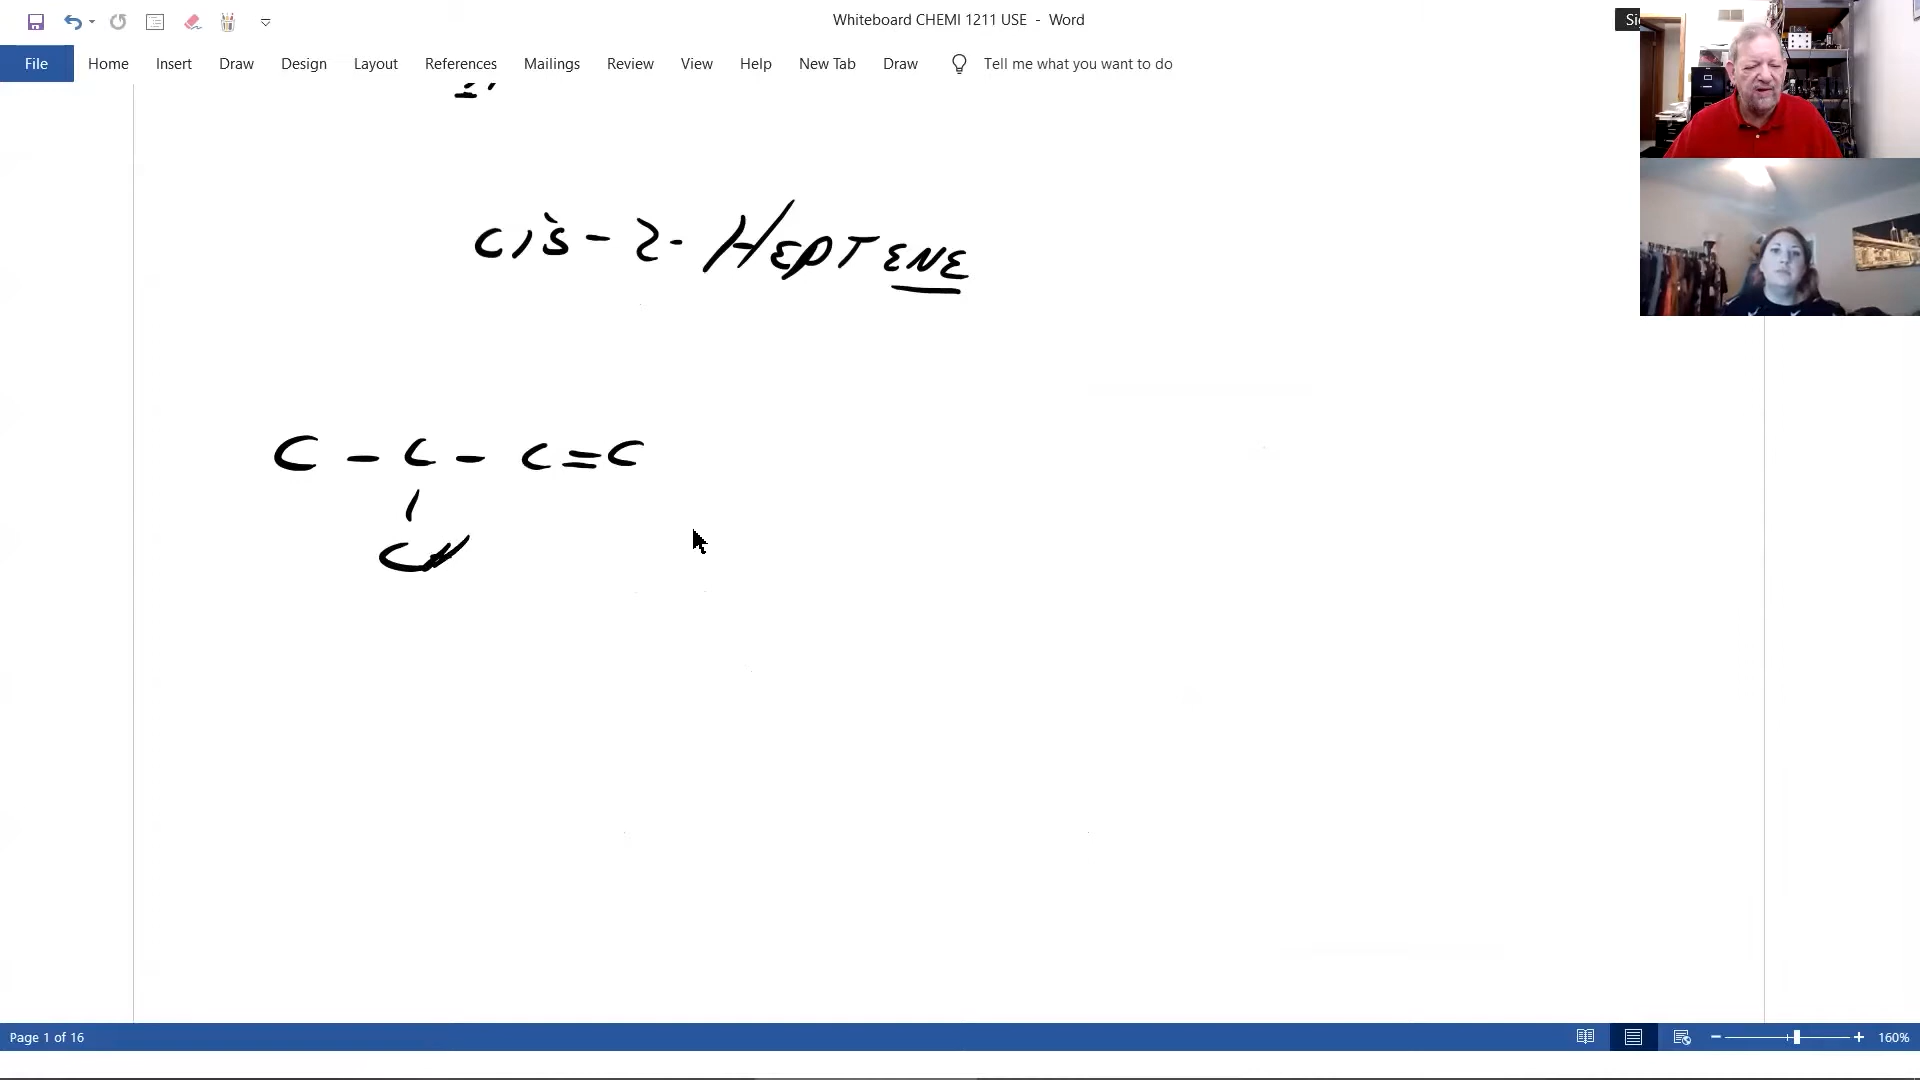 Whiteboard CHEMI 1211 USE - Word
File Home Insert Draw Design Layout References Mailings Review View Help New Tab Draw Tell me what you want to do
cis - 2 - HEPTENE
C - C - C = C
Page 1 of 16
160%